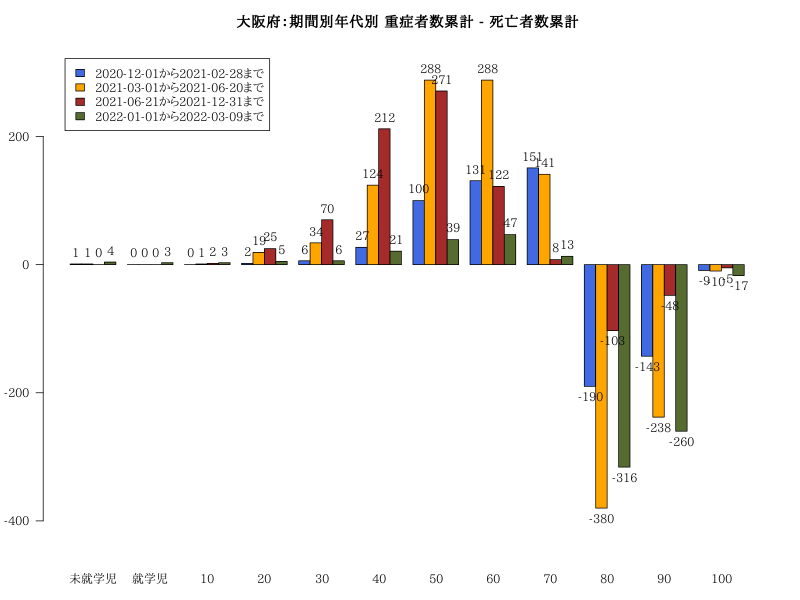 大阪府：期間別年代別 重症者数累計 - 死亡者数累計
2020-12-01から2021-02-28まで
2021-03-01から2021-06-20まで
2021-06-21から2021-12-31まで
2022-01-01から2022-03-09まで
200
0
-200
-400
1 1 0 4
0 0 0 3
0 1 2 3
2 19 25 5
6 34 70 6
27 124 212 21
100 288 271 39
131 288 122 47
151 141 8 13
-190 -380 -103 -316
-143 -238 -48 -260
-9 -10 -5 -17
未就学児 就学児 10 20 30 40 50 60 70 80 90 100